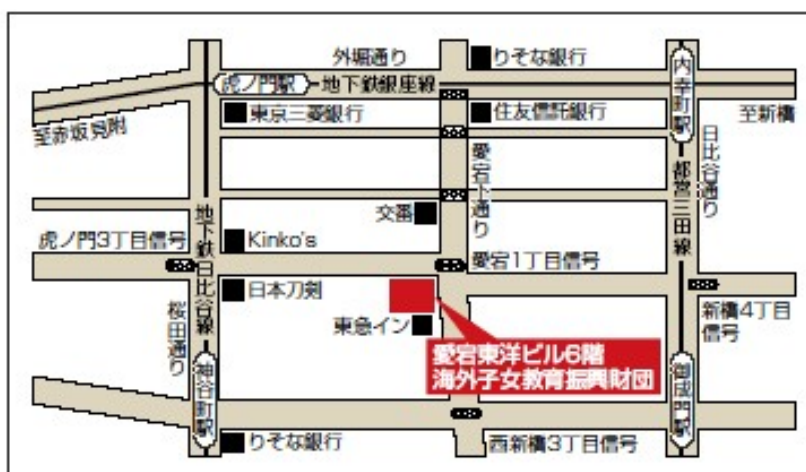 外堀通り
りそな銀行
虎ノ門駅
地下鉄銀座線
内幸町駅
東京三菱銀行
住友信託銀行
至新橋
至赤坂見附
愛宕下通り
日比谷通り
都営三田線
地下鉄日比谷線
交番
虎ノ門3丁目信号
Kinko's
愛宕1丁目信号
日本刀剣
桜田通り
東急イン
新橋4丁目
信号
愛宕東洋ビル6階
海外子女教育振興財団
神谷町駅
御成門駅
りそな銀行
西新橋3丁目信号